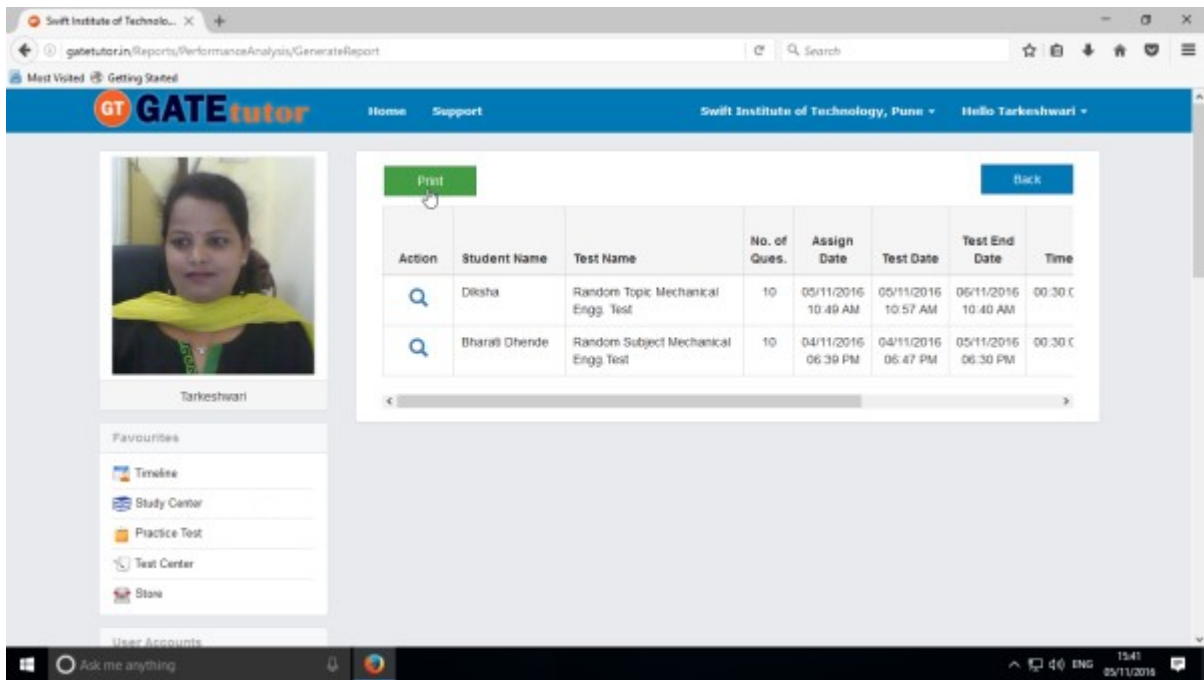 Swift Institute of Technolo...
gatetutor.in/Reports/PerformanceAnalysis/GenerateReport
Search
Most Visited Getting Started
GT GATEtutor Home Support Swift Institute of Technology, Pune Hello Tarkeshwari
Print Back
Action Student Name Test Name No. of Ques. Assign Date Test Date Test End Date Time
Diksha Random Topic Mechanical 10 05/11/2016 05/11/2016 06/11/2016 00:30:0
Engg. Test 10:49 AM 10:57 AM 10:40 AM
Bharati Dhende Random Subject Mechanical 10 04/11/2016 04/11/2016 05/11/2016 00:30:0
Engg Test 06:39 PM 06:47 PM 06:30 PM
Tarkeshwari
Favourites
Timeline
Study Center
Practice Test
Test Center
Store
User Accounts
Ask me anything ENG 15:41
05/11/2016